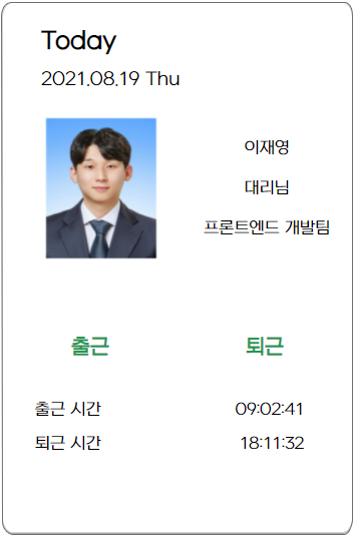 Today
2021.08.19 Thu
이재영
대리님
프론트엔드 개발팀
출근 퇴근
출근 시간 09:02:41
퇴근 시간 18:11:32